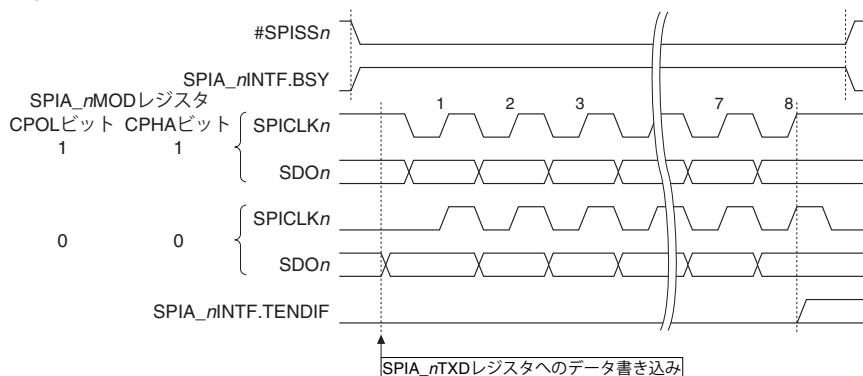 #SPISSn
SPIA_nINTF.BSY
SPIA_nMODレジスタ
CPOLビット CPHAビット
1 2 3 7 8
1 1
SPICLKn
SDOn
0 0
SPICLKn
SDOn
SPIA_nINTF.TENDIF
SPIA_nTXDレジスタへのデータ書き込み